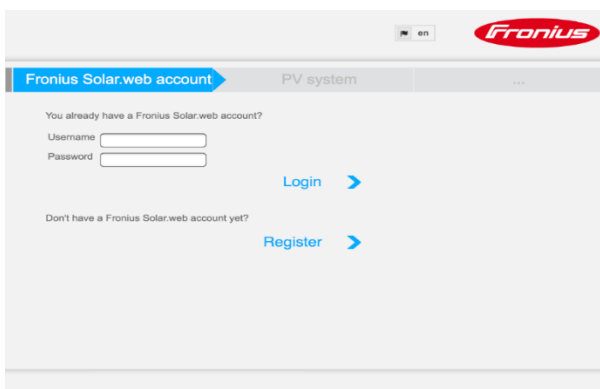 en
Fronius
Fronius Solar.web account
PV system
...
You already have a Fronius Solar.web account?
Username
Password
Login
Don't have a Fronius Solar.web account yet?
Register